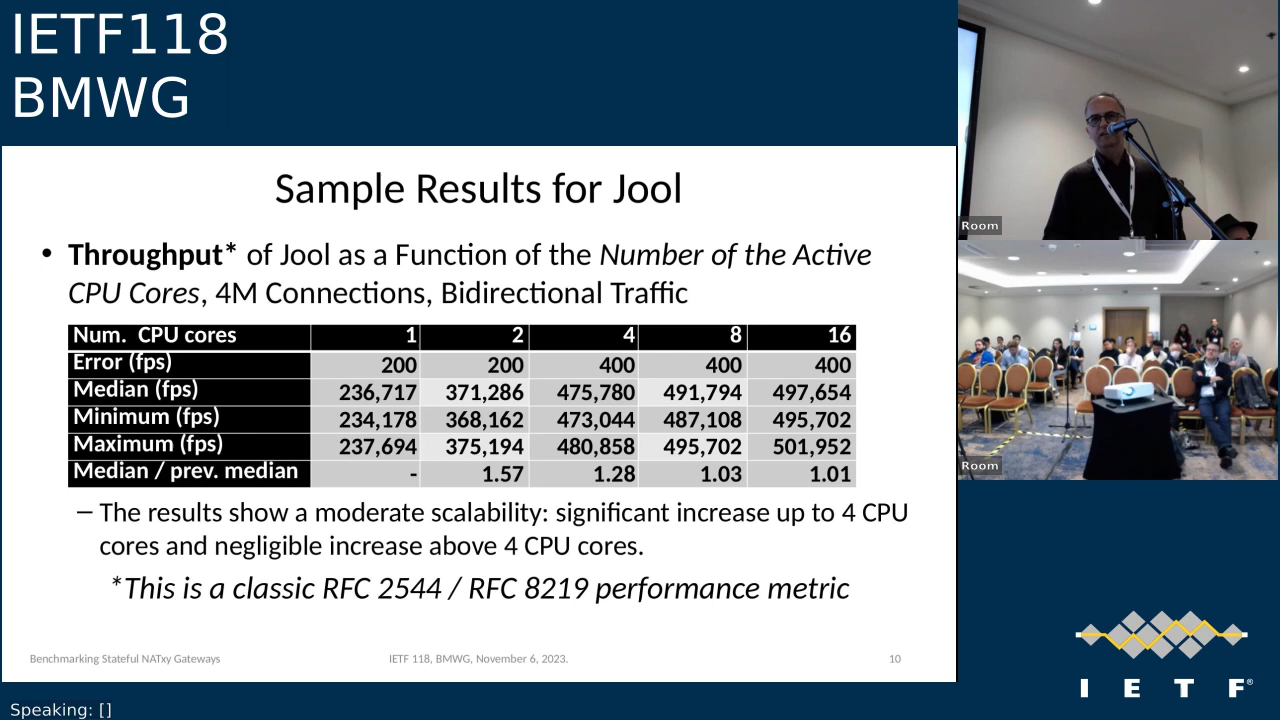 IETF118
BMWG
Room
Sample Results for Jool
• Throughput* of Jool as a Function of the Number of the Active
CPU Cores, 4M Connections, Bidirectional Traffic
Num. CPU cores 1 2 4 8 16
Error (fps) 200 200 400 400 400
Median (fps) 236,717 371,286 475,780 491,794 497,654
Minimum (fps) 234,178 368,162 473,044 487,108 495,702
Maximum (fps) 237,694 375,194 480,858 495,702 501,952
Median / prev. median - 1.57 1.28 1.03 1.01
– The results show a moderate scalability: significant increase up to 4 CPU
cores and negligible increase above 4 CPU cores.
*This is a classic RFC 2544 / RFC 8219 performance metric
Benchmarking Stateful NATxy Gateways
IETF 118, BMWG, November 6, 2023.
10
Room
I E T F®
Speaking: []